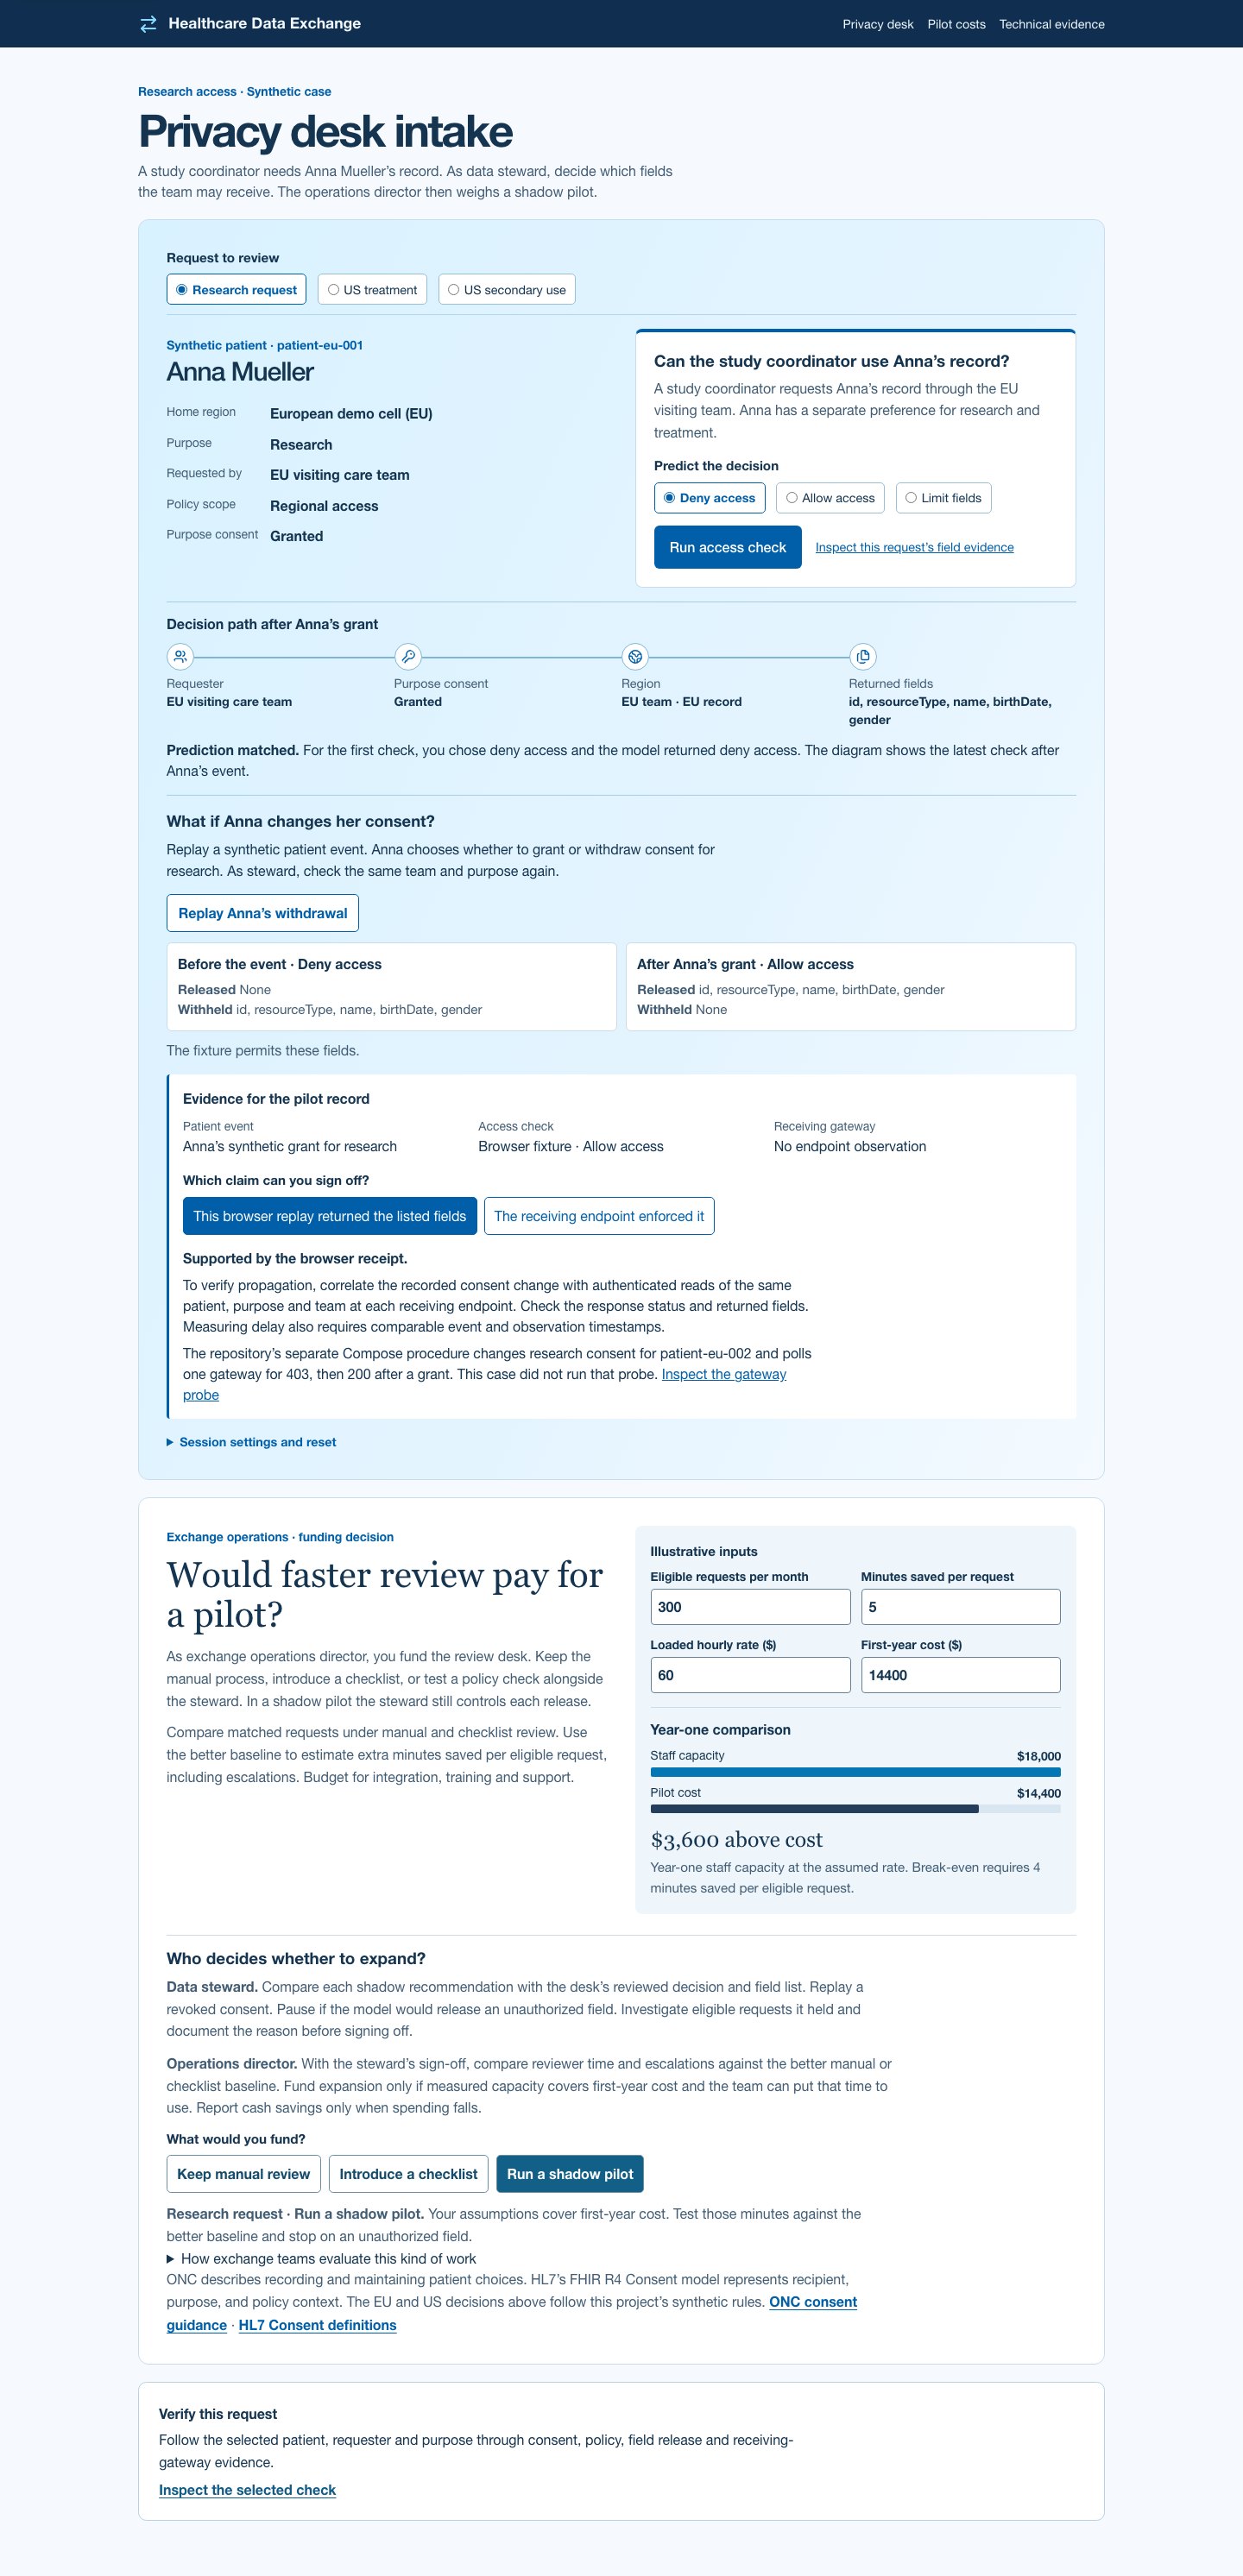 Healthcare Data Exchange
Privacy desk
Pilot costs
Technical evidence
Research access · Synthetic case
Privacy desk intake
A study coordinator needs Anna Mueller’s record. As data steward, decide which fields
the team may receive. The operations director then weighs a shadow pilot.
Request to review
Research request
US treatment
US secondary use
Synthetic patient · patient-eu-001
Anna Mueller
Home region
European demo cell (EU)
Purpose
Research
Requested by
EU visiting care team
Policy scope
Regional access
Purpose consent
Granted
Can the study coordinator use Anna’s record?
A study coordinator requests Anna’s record through the EU
visiting team. Anna has a separate preference for research and
treatment.
Predict the decision
Deny access
Allow access
Limit fields
Run access check
Inspect this request’s field evidence
Decision path after Anna’s grant
Requester
EU visiting care team
Purpose consent
Granted
Region
EU team · EU record
Returned fields
id, resourceType, name, birthDate,
gender
Prediction matched. For the first check, you chose deny access and the model returned deny access. The diagram shows the latest check after
Anna’s event.
What if Anna changes her consent?
Replay a synthetic patient event. Anna chooses whether to grant or withdraw consent for
research. As steward, check the same team and purpose again.
Replay Anna’s withdrawal
Before the event · Deny access
Released None
Withheld id, resourceType, name, birthDate, gender
After Anna’s grant · Allow access
Released id, resourceType, name, birthDate, gender
Withheld None
The fixture permits these fields.
Evidence for the pilot record
Patient event
Anna’s synthetic grant for research
Access check
Browser fixture · Allow access
Receiving gateway
No endpoint observation
Which claim can you sign off?
This browser replay returned the listed fields
The receiving endpoint enforced it
Supported by the browser receipt.
To verify propagation, correlate the recorded consent change with authenticated reads of the same
patient, purpose and team at each receiving endpoint. Check the response status and returned fields.
Measuring delay also requires comparable event and observation timestamps.
The repository’s separate Compose procedure changes research consent for patient-eu-002 and polls
one gateway for 403, then 200 after a grant. This case did not run that probe. Inspect the gateway
probe
Session settings and reset
Exchange operations · funding decision
Would faster review pay for
a pilot?
As exchange operations director, you fund the review desk. Keep the
manual process, introduce a checklist, or test a policy check alongside
the steward. In a shadow pilot the steward still controls each release.
Compare matched requests under manual and checklist review. Use
the better baseline to estimate extra minutes saved per eligible request,
including escalations. Budget for integration, training and support.
Illustrative inputs
Eligible requests per month
300
Minutes saved per request
5
Loaded hourly rate ($)
60
First-year cost ($)
14400
Year-one comparison
Staff capacity
$18,000
Pilot cost
$14,400
$3,600 above cost
Year-one staff capacity at the assumed rate. Break-even requires 4
minutes saved per eligible request.
Who decides whether to expand?
Data steward. Compare each shadow recommendation with the desk’s reviewed decision and field list. Replay a
revoked consent. Pause if the model would release an unauthorized field. Investigate eligible requests it held and
document the reason before signing off.
Operations director. With the steward’s sign-off, compare reviewer time and escalations against the better manual or
checklist baseline. Fund expansion only if measured capacity covers first-year cost and the team can put that time to
use. Report cash savings only when spending falls.
What would you fund?
Keep manual review
Introduce a checklist
Run a shadow pilot
Research request · Run a shadow pilot. Your assumptions cover first-year cost. Test those minutes against the
better baseline and stop on an unauthorized field.
How exchange teams evaluate this kind of work
ONC describes recording and maintaining patient choices. HL7’s FHIR R4 Consent model represents recipient,
purpose, and policy context. The EU and US decisions above follow this project’s synthetic rules. ONC consent
guidance · HL7 Consent definitions
Verify this request
Follow the selected patient, requester and purpose through consent, policy, field release and receiving-
gateway evidence.
Inspect the selected check